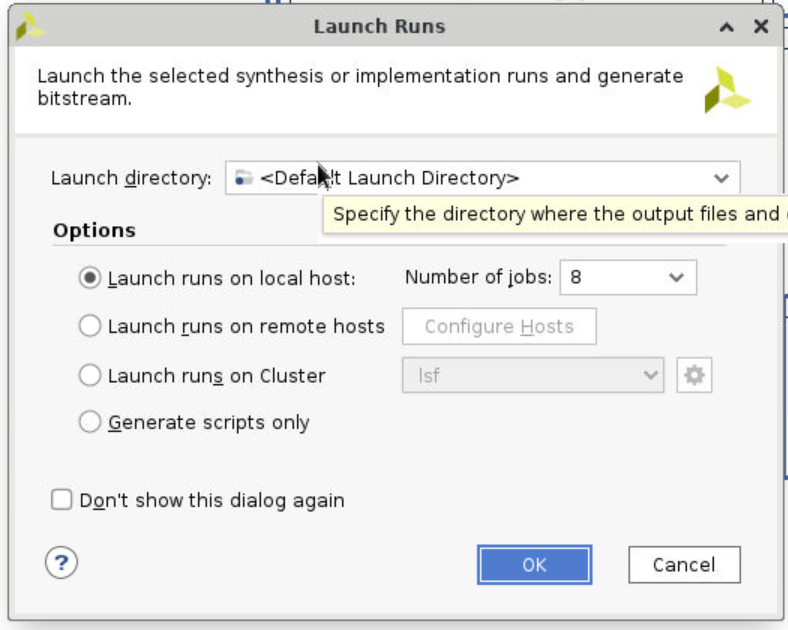 Launch Runs
Launch the selected synthesis or implementation runs and generate
bitstream.
Launch directory: <Default Launch Directory>
Specify the directory where the output files and
Options
Launch runs on local host: Number of jobs: 8
Launch runs on remote hosts Configure Hosts
Launch runs on Cluster lsf
Generate scripts only
Don't show this dialog again
? OK Cancel